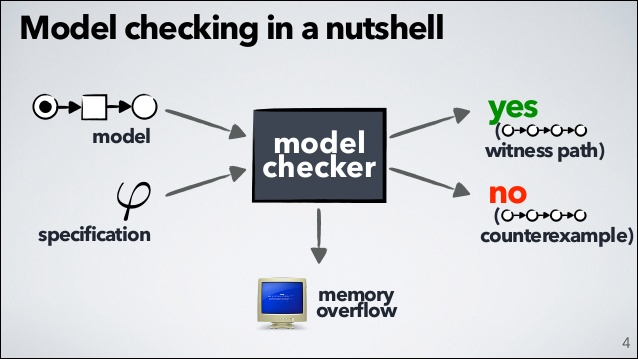 Model checking in a nutshell
model
φ
specification
model
checker
yes
(
witness path)
no
(
counterexample)
memory
overflow
4